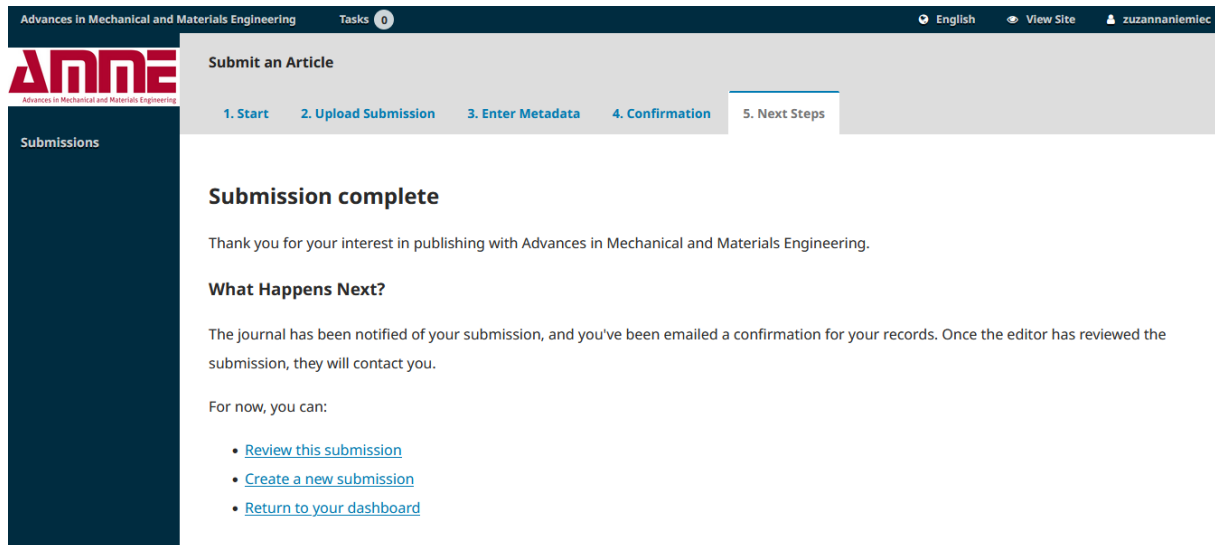 Advances in Mechanical and Materials Engineering Tasks 0 English View Site zuzannaniemiec
AMME
Advances in Mechanical and Materials Engineering
Submit an Article
1. Start 2. Upload Submission 3. Enter Metadata 4. Confirmation 5. Next Steps
Submissions
Submission complete
Thank you for your interest in publishing with Advances in Mechanical and Materials Engineering.
What Happens Next?
The journal has been notified of your submission, and you've been emailed a confirmation for your records. Once the editor has reviewed the
submission, they will contact you.
For now, you can:
• Review this submission
• Create a new submission
• Return to your dashboard